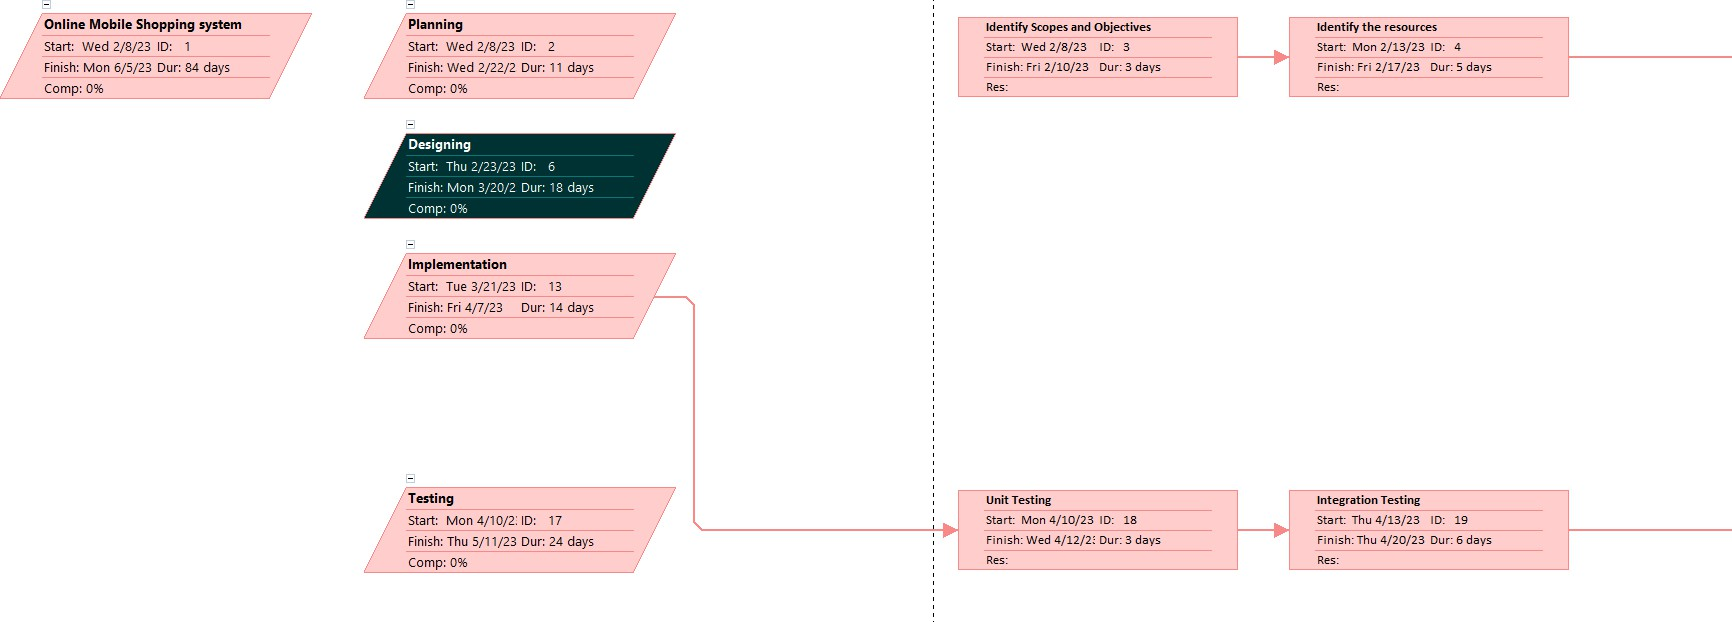 Online Mobile Shopping system
Start: Wed 2/8/23 ID: 1
Finish: Mon 6/5/23 Dur: 84 days
Comp: 0%
Planning
Start: Wed 2/8/23 ID: 2
Finish: Wed 2/22/2 Dur: 11 days
Comp: 0%
Identify Scopes and Objectives
Start: Wed 2/8/23 ID: 3
Finish: Fri 2/10/23 Dur: 3 days
Res:
Identify the resources
Start: Mon 2/13/23 ID: 4
Finish: Fri 2/17/23 Dur: 5 days
Res:
Designing
Start: Thu 2/23/23 ID: 6
Finish: Mon 3/20/2 Dur: 18 days
Comp: 0%
Implementation
Start: Tue 3/21/23 ID: 13
Finish: Fri 4/7/23 Dur: 14 days
Comp: 0%
Testing
Start: Mon 4/10/2 ID: 17
Finish: Thu 5/11/23 Dur: 24 days
Comp: 0%
Unit Testing
Start: Mon 4/10/23 ID: 18
Finish: Wed 4/12/23 Dur: 3 days
Res:
Integration Testing
Start: Thu 4/13/23 ID: 19
Finish: Thu 4/20/23 Dur: 6 days
Res: